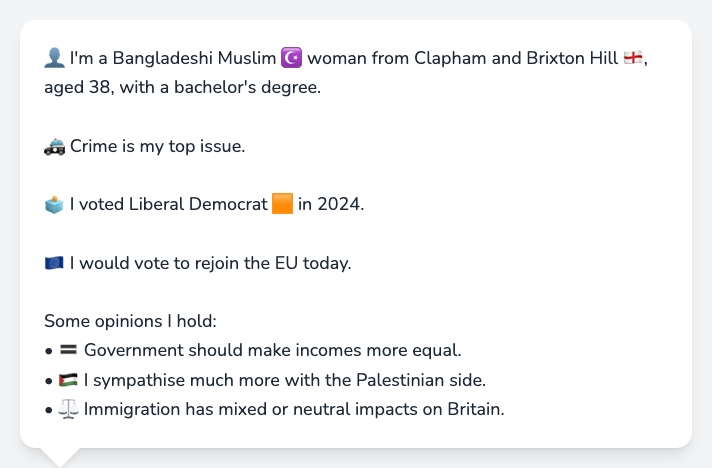 👤 I'm a Bangladeshi Muslim ☪️ woman from Clapham and Brixton Hill 🏴󠁧󠁢󠁥󠁮󠁧󠁿,
aged 38, with a bachelor's degree.
🚓 Crime is my top issue.
🗳️ I voted Liberal Democrat 🟧 in 2024.
🇪🇺 I would vote to rejoin the EU today.
Some opinions I hold:
• 🟰 Government should make incomes more equal.
• 🇵🇸 I sympathise much more with the Palestinian side.
• ⚖️ Immigration has mixed or neutral impacts on Britain.